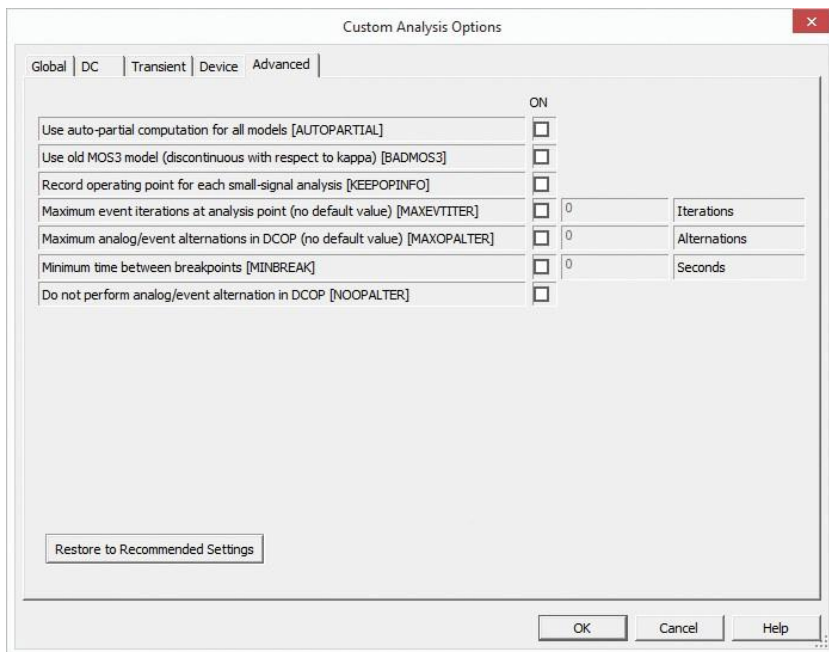 Custom Analysis Options
Global DC Transient Device Advanced
ON
Use auto-partial computation for all models [AUTOPARTIAL]
Use old MOS3 model (discontinuous with respect to kappa) [BADMOS3]
Record operating point for each small-signal analysis [KEEPOPINFO]
Maximum event iterations at analysis point (no default value) [MAXEVTITER] 0 Iterations
Maximum analog/event alternations in DCOP (no default value) [MAXOPALTER] 0 Alternations
Minimum time between breakpoints [MINBREAK] 0 Seconds
Do not perform analog/event alternation in DCOP [NOOPALTER]
Restore to Recommended Settings
OK Cancel Help